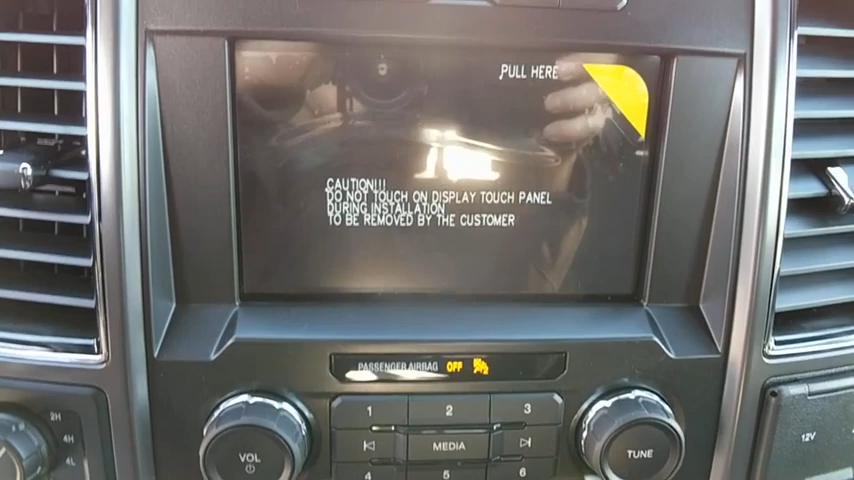 PULL HERE
CAUTION!!!
DO NOT TOUCH ON DISPLAY TOUCH PANEL
DURING INSTALLATION
TO BE REMOVED BY THE CUSTOMER
PASSENGER AIRBAG OFF
2H
4H
4L
1 2 3
VOL
MEDIA
TUNE
12V
4 5 6